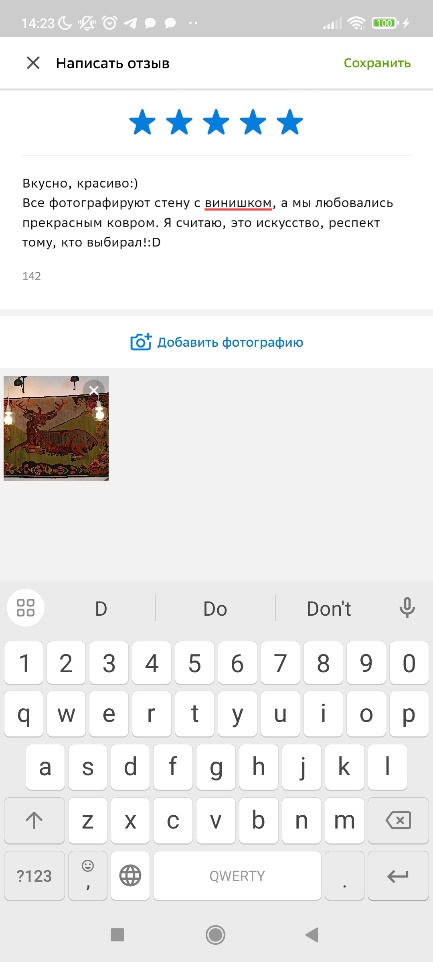 14:23
100
Написать отзыв
Сохранить
Вкусно, красиво:)
Все фотографируют стену с винишком, а мы любовались
прекрасным ковром. Я считаю, это искусство, респект
тому, кто выбирал!:D
142
Добавить фотографию
D Do Don't
1 2 3 4 5 6 7 8 9 0
q w e r t y u i o p
a s d f g h j k l
z x c v b n m
?123 , QWERTY .